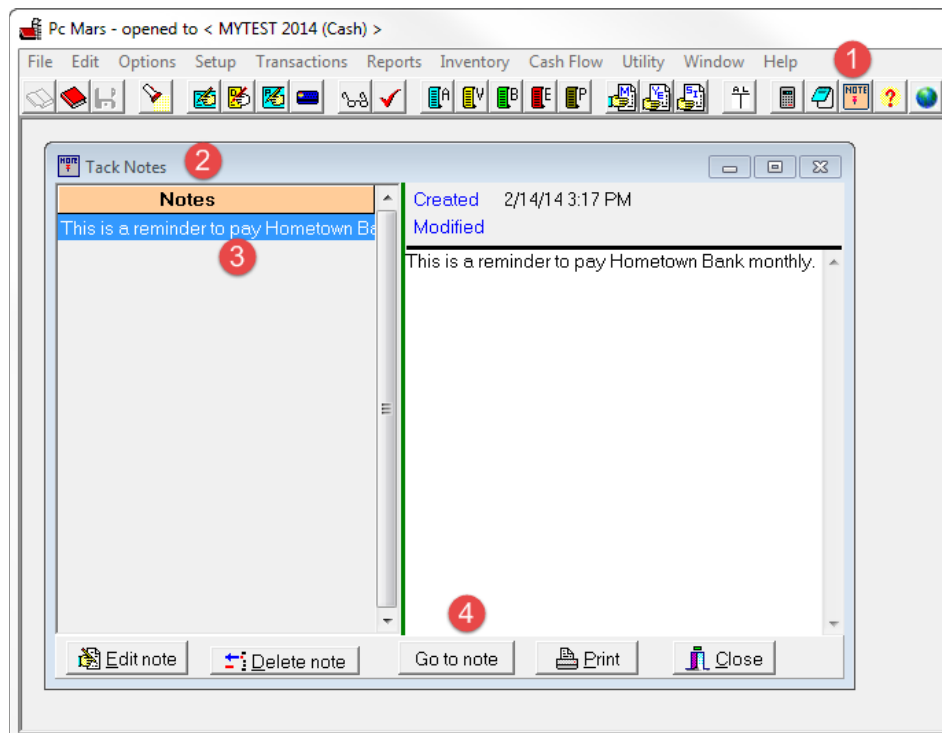 Pc Mars - opened to < MYTEST 2014 (Cash) >
File Edit Options Setup Transactions Reports Inventory Cash Flow Utility Window Help
1
A V B E P M YE SI A L NOTE ?
Tack Notes 2
Notes
This is a reminder to pay Hometown Ba
3
Created 2/14/14 3:17 PM
Modified
This is a reminder to pay Hometown Bank monthly.
4
Edit note Delete note Go to note Print Close